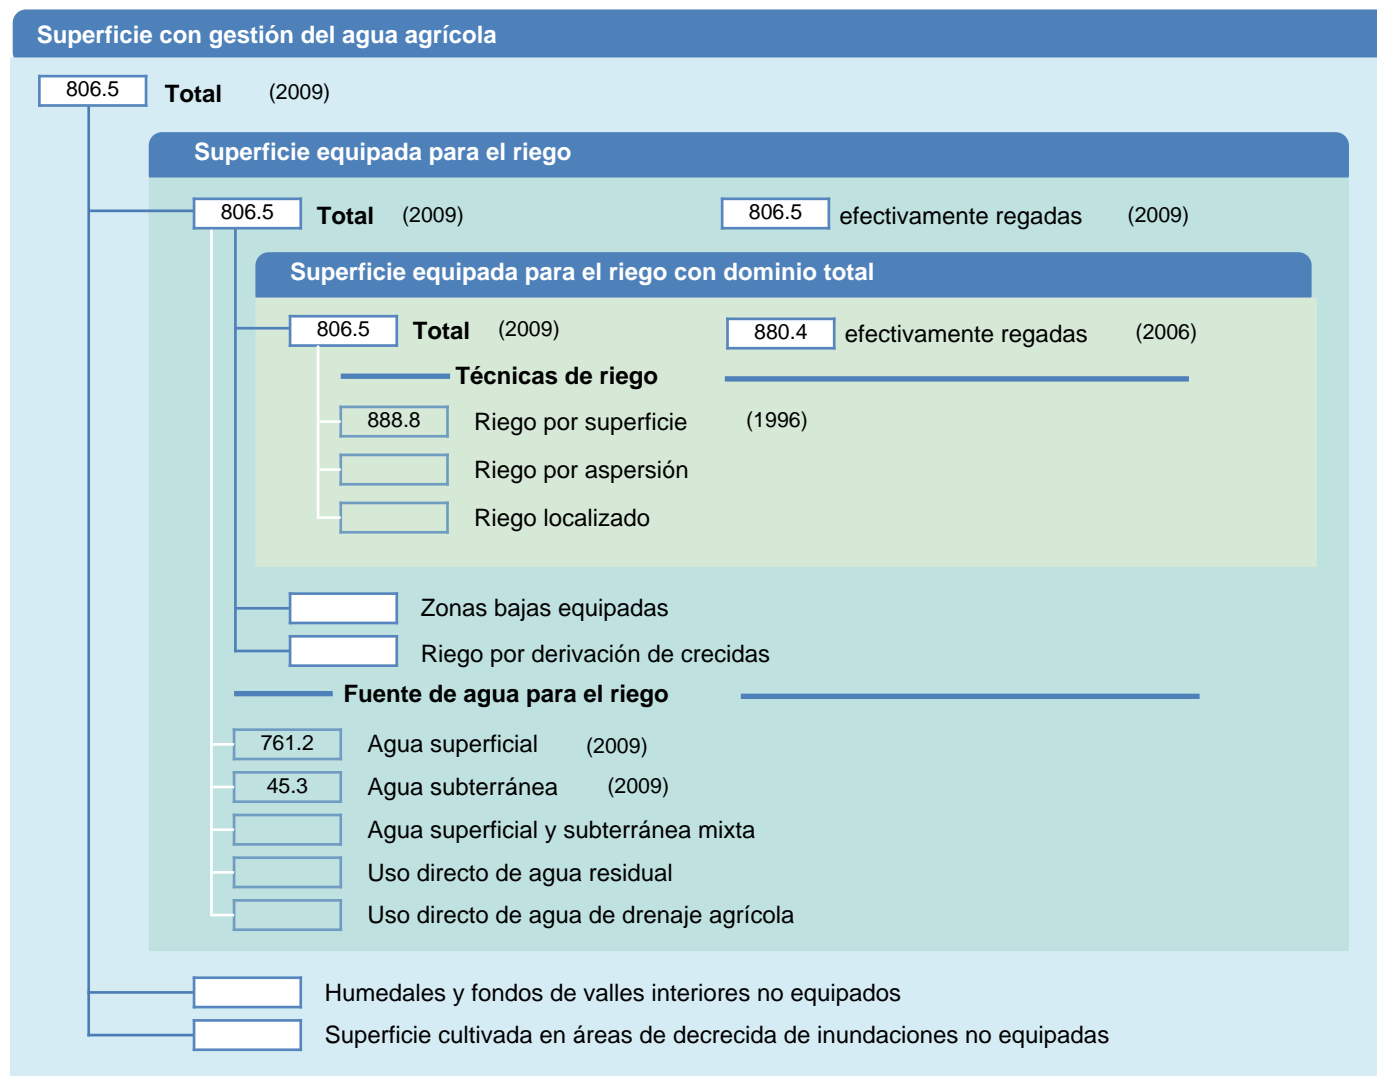 Superficie con gestión del agua agrícola
806.5 Total (2009)
Superficie equipada para el riego
806.5 Total (2009) 806.5 efectivamente regadas (2009)
Superficie equipada para el riego con dominio total
806.5 Total (2009) 880.4 efectivamente regadas (2006)
Técnicas de riego
888.8 Riego por superficie (1996)
Riego por aspersión
Riego localizado
Zonas bajas equipadas
Riego por derivación de crecidas
Fuente de agua para el riego
761.2 Agua superficial (2009)
45.3 Agua subterránea (2009)
Agua superficial y subterránea mixta
Uso directo de agua residual
Uso directo de agua de drenaje agrícola
Humedales y fondos de valles interiores no equipados
Superficie cultivada en áreas de decrecida de inundaciones no equipadas